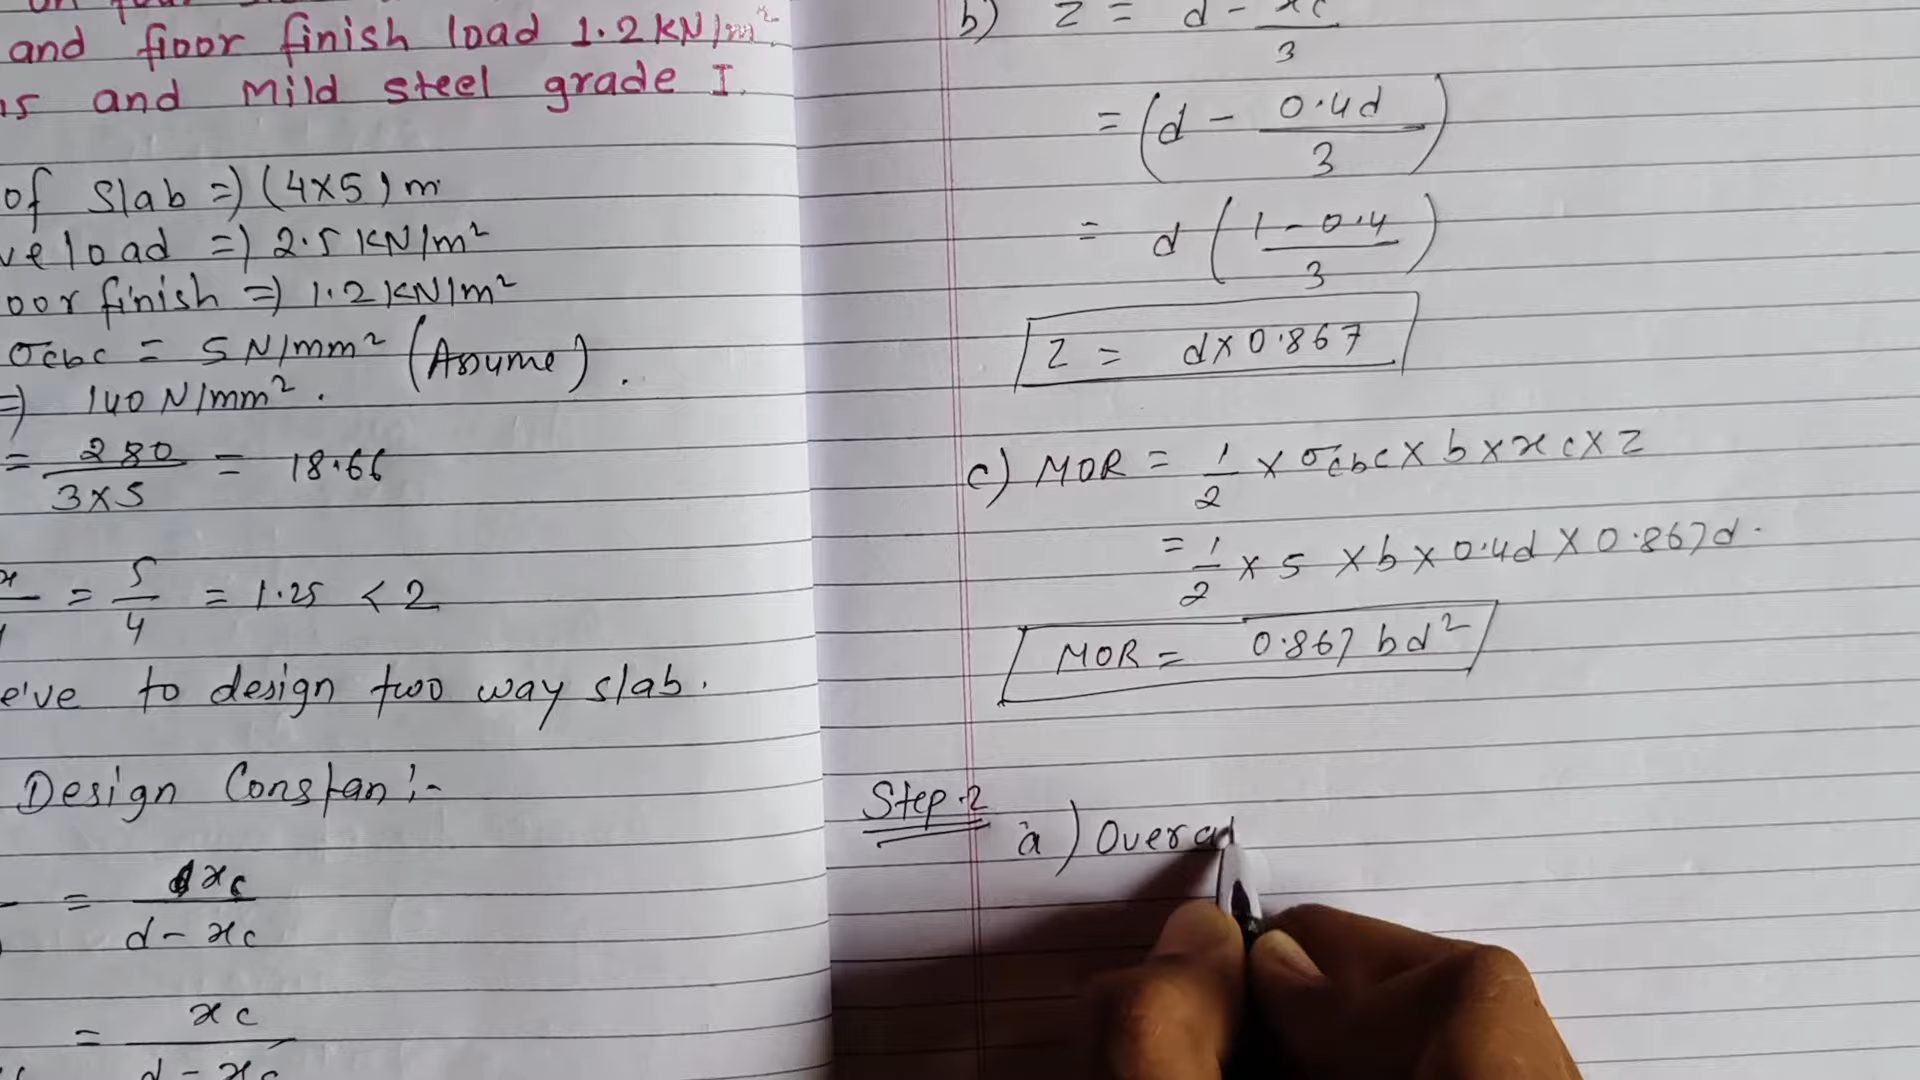 and floor finish load 1.2 KN/m².
and Mild steel grade I.
of Slab ⇒ (4×5) m
load ⇒ 2.5 KN/m²
finish ⇒ 1.2 KN/m²
σcbc = 5 N/mm² (Assume).
⇒ 140 N/mm².
= 280 / 3×5 = 18.66
= 5/4 = 1.25 < 2
to design two way slab.
Design Constan:-
= xc / d - xc
= xc / d - xc
b) Z = d - xc / 3
= (d - 0.4d / 3)
= d (1 - 0.4 / 3)
Z = d×0.867
c) MOR = 1/2 × σcbc × b × xc × Z
= 1/2 × 5 × b × 0.4d × 0.867d.
MOR = 0.867 bd²
Step.2
a) Overal